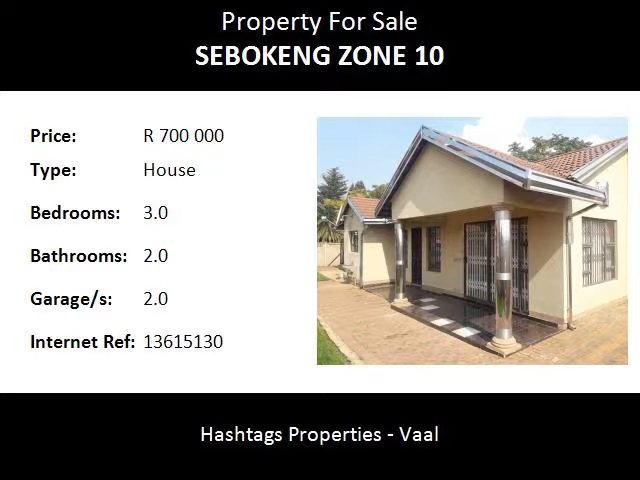 Property For Sale
SEBOKENG ZONE 10
Price: R 700 000
Type: House
Bedrooms: 3.0
Bathrooms: 2.0
Garage/s: 2.0
Internet Ref: 13615130
Hashtags Properties - Vaal